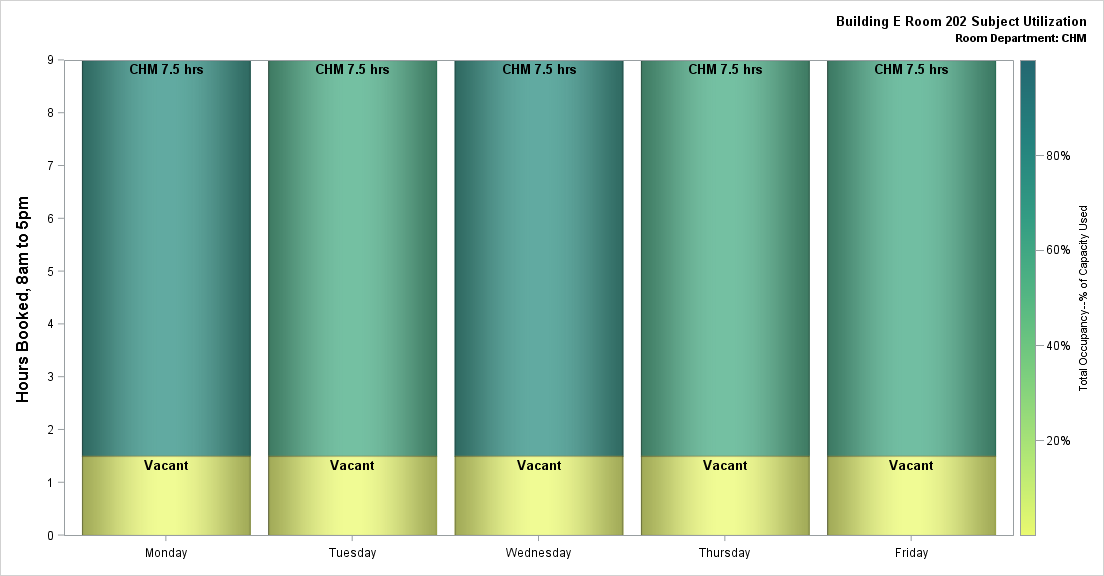 Building E Room 202 Subject Utilization
Room Department: CHM
Hours Booked, 8am to 5pm
9
8
7
6
5
4
3
2
1
0
CHM 7.5 hrs
CHM 7.5 hrs
CHM 7.5 hrs
CHM 7.5 hrs
CHM 7.5 hrs
Vacant
Vacant
Vacant
Vacant
Vacant
Monday
Tuesday
Wednesday
Thursday
Friday
80%
60%
40%
20%
Total Occupancy--% of Capacity Used